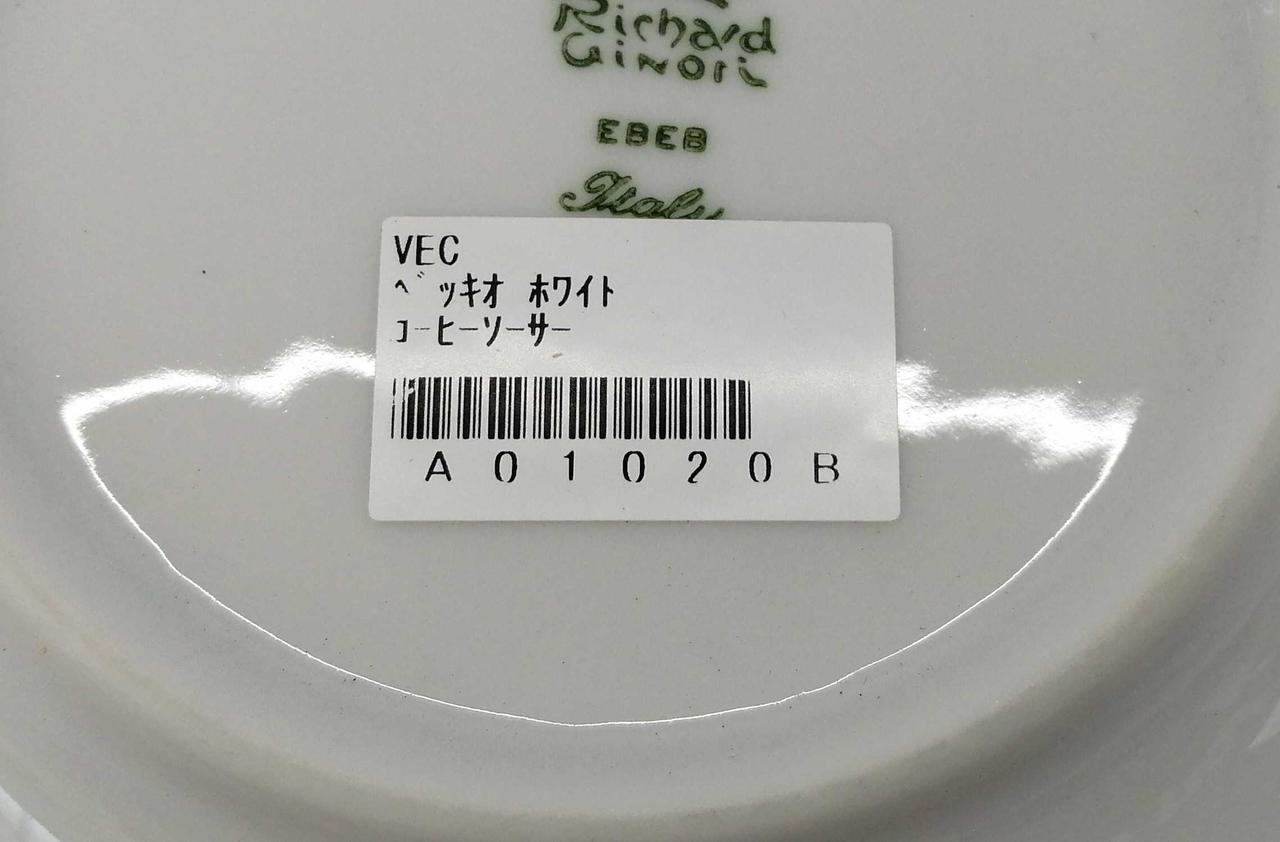 Richard
Ginori
EBEB
Italy
VEC
ﾍﾞｯｷｵ ﾎﾜｲﾄ
ｺｰﾋｰｿｰｻｰ
A01020B